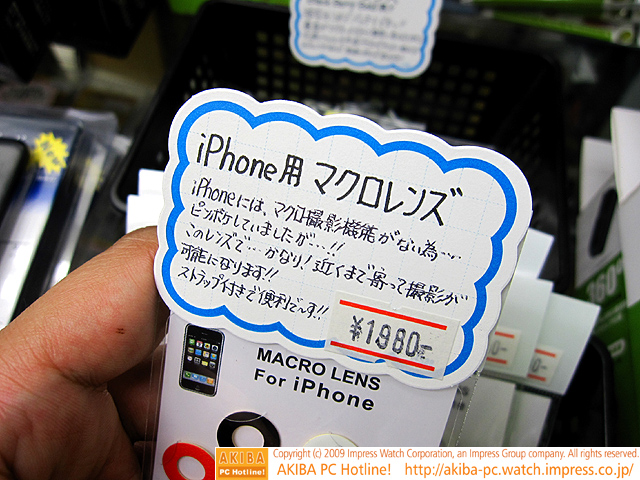 iPhone用 マクロレンズ
iPhoneには、マクロ撮影機能がない為・・・
ピンボケしていましたが・・・!!
このレンズで・・・かなり!近くまで寄って撮影が
可能になります!!
ストラップ付きで便利で~す!!
¥1980-
MACRO LENS
For iPhone
AKIBA
PC Hotline!
Copyright (c) 2009 Impress Watch Corporation, an Impress Group company. All rights reserved.
AKIBA PC Hotline! http://akiba-pc.watch.impress.co.jp/